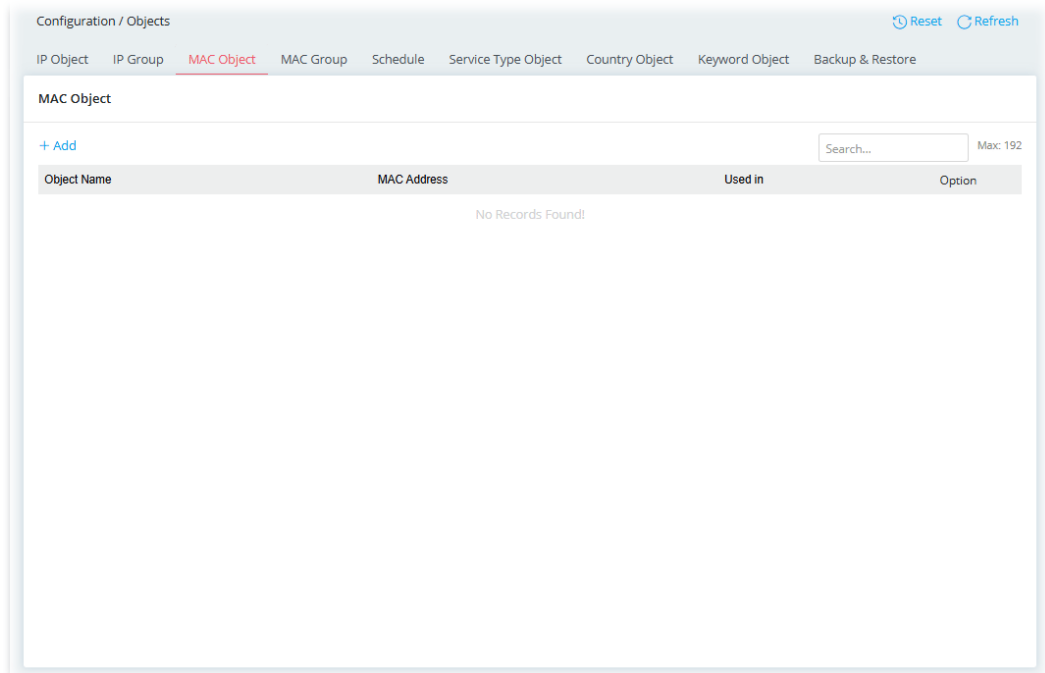 Configuration / Objects Reset Refresh
IP Object IP Group MAC Object MAC Group Schedule Service Type Object Country Object Keyword Object Backup & Restore
MAC Object
+ Add Search... Max: 192
Object Name MAC Address Used in Option
No Records Found!